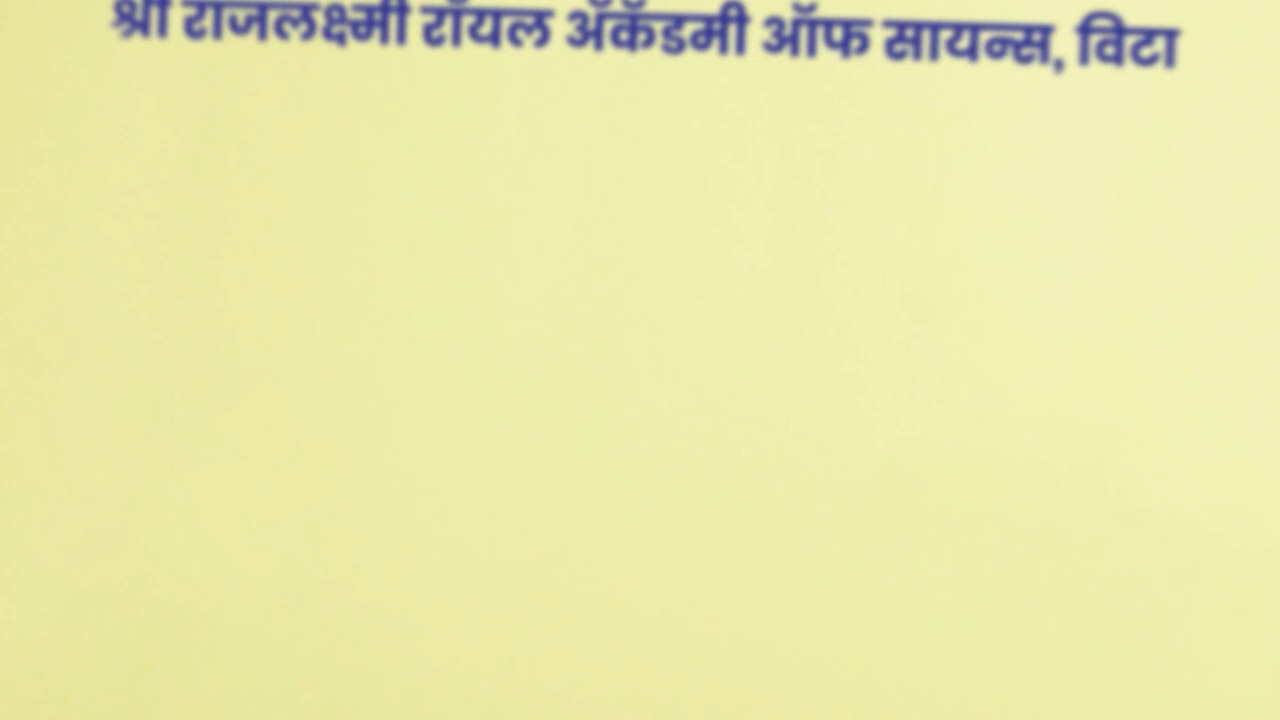 श्री राजलक्ष्मी रॉयल अ‍ॅकॅडमी ऑफ सायन्स, विटा